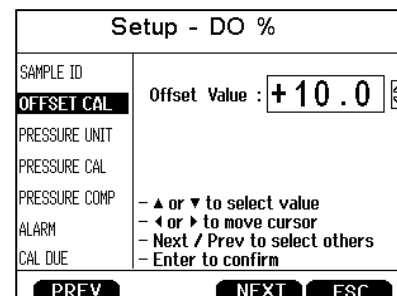 Setup - DO %
SAMPLE ID
OFFSET CAL
PRESSURE UNIT
PRESSURE CAL
PRESSURE COMP
ALARM
CAL DUE
Offset Value : +10.0
- ▲ or ▼ to select value
- ◀ or ▶ to move cursor
- Next / Prev to select others
- Enter to confirm
PREV NEXT ESC